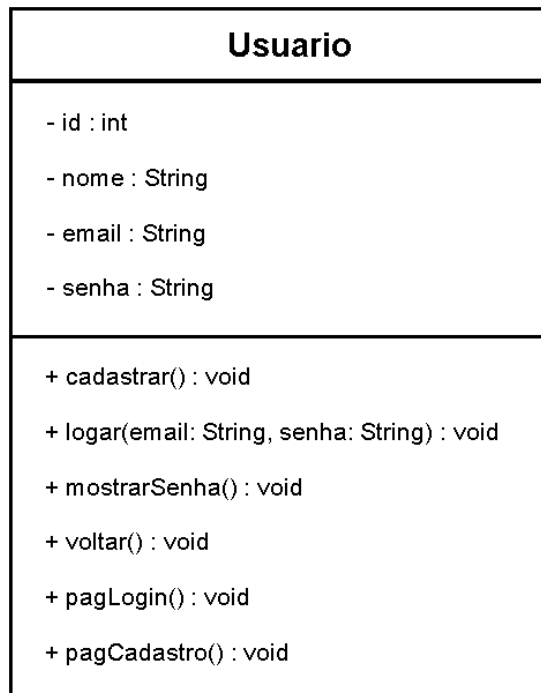 Usuario
- id : int
- nome : String
- email : String
- senha : String
+ cadastrar() : void
+ logar(email: String, senha: String) : void
+ mostrarSenha() : void
+ voltar() : void
+ pagLogin() : void
+ pagCadastro() : void